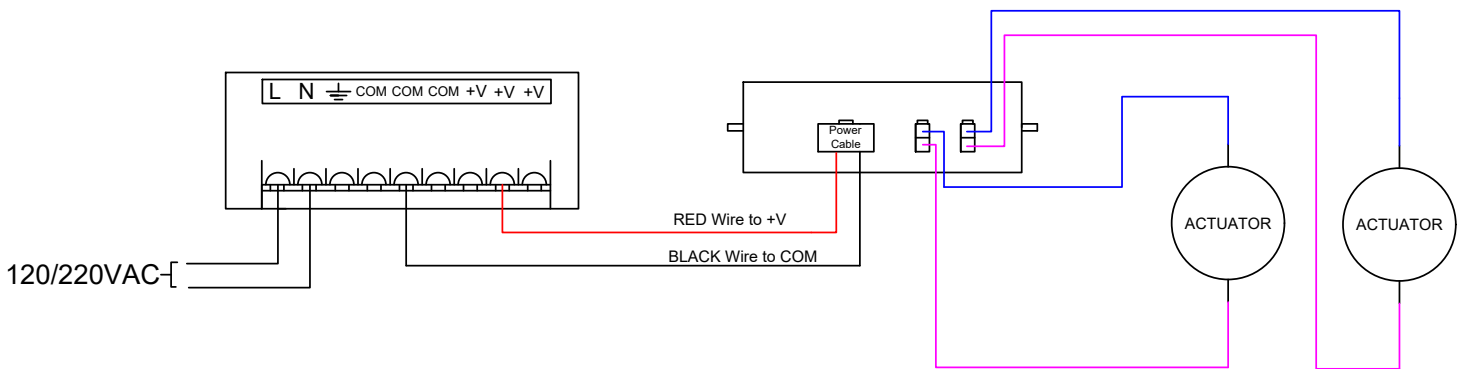 L N COM COM COM +V +V +V
Power
Cable
RED Wire to +V
ACTUATOR
ACTUATOR
BLACK Wire to COM
120/220VAC